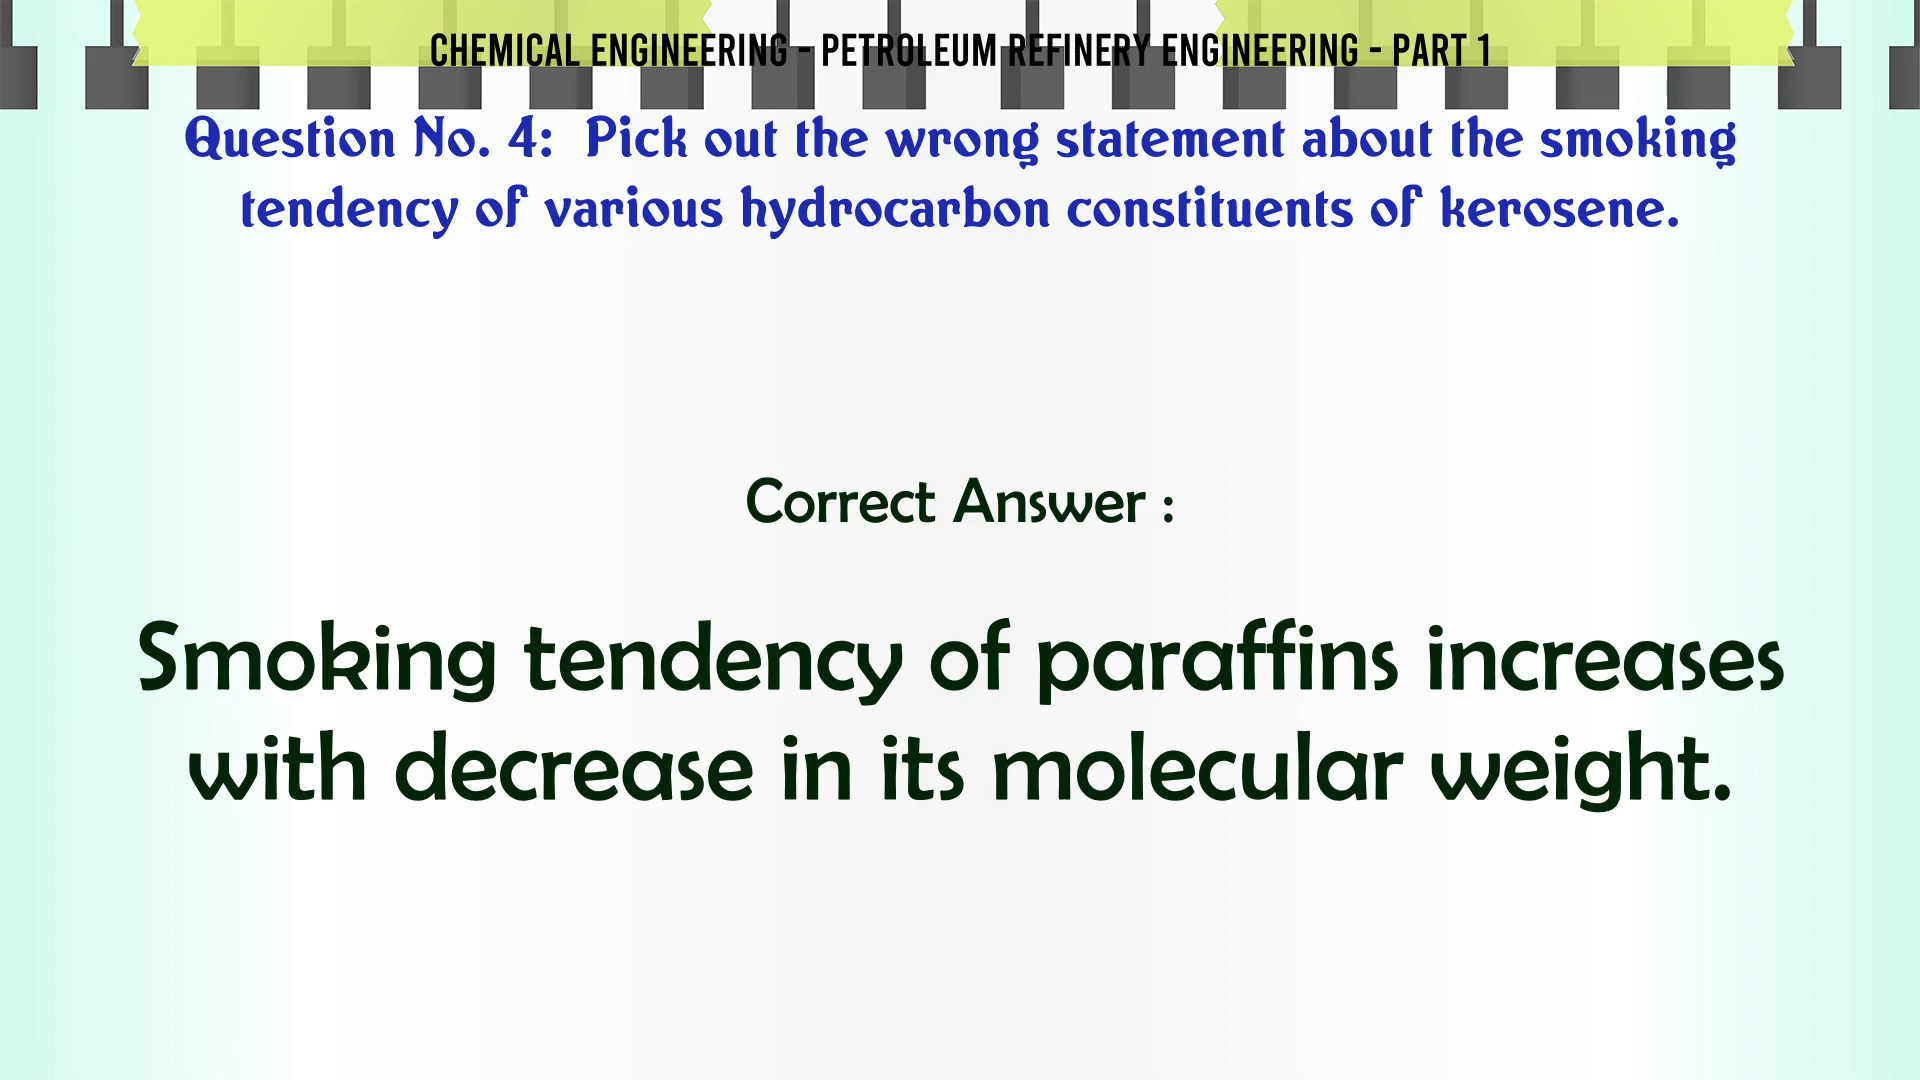 CHEMICAL ENGINEERING - PETROLEUM REFINERY ENGINEERING - PART 1
Question No. 4: Pick out the wrong statement about the smoking
tendency of various hydrocarbon constituents of kerosene.
Correct Answer :
Smoking tendency of paraffins increases
with decrease in its molecular weight.